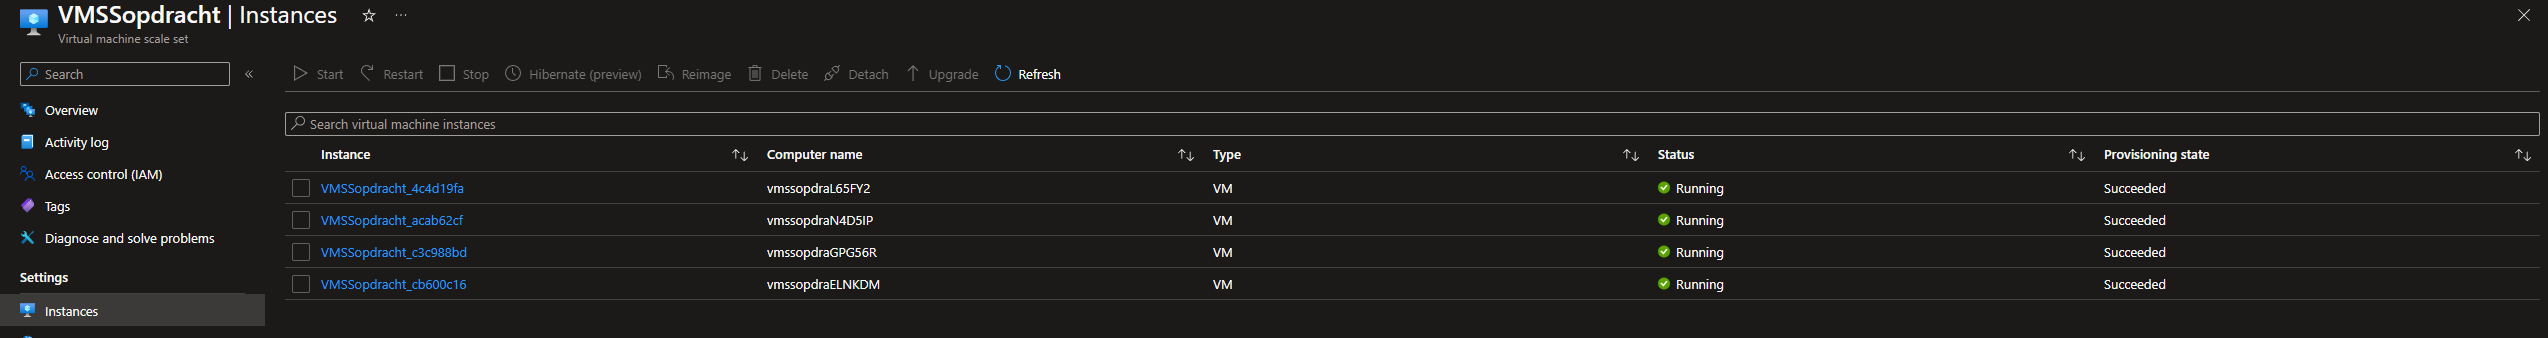 VMSSopdracht | Instances
Virtual machine scale set
Search
Start Restart Stop Hibernate (preview) Reimage Delete Detach Upgrade Refresh
Overview
Activity log
Access control (IAM)
Tags
Diagnose and solve problems
Settings
Instances
Search virtual machine instances
Instance Computer name Type Status Provisioning state
VMSSopdracht_4c4d19fa vmssopdraL65FY2 VM Running Succeeded
VMSSopdracht_acab62cf vmssopdraN4D5IP VM Running Succeeded
VMSSopdracht_c3c988bd vmssopdraGPG56R VM Running Succeeded
VMSSopdracht_cb600c16 vmssopdraELNKDM VM Running Succeeded